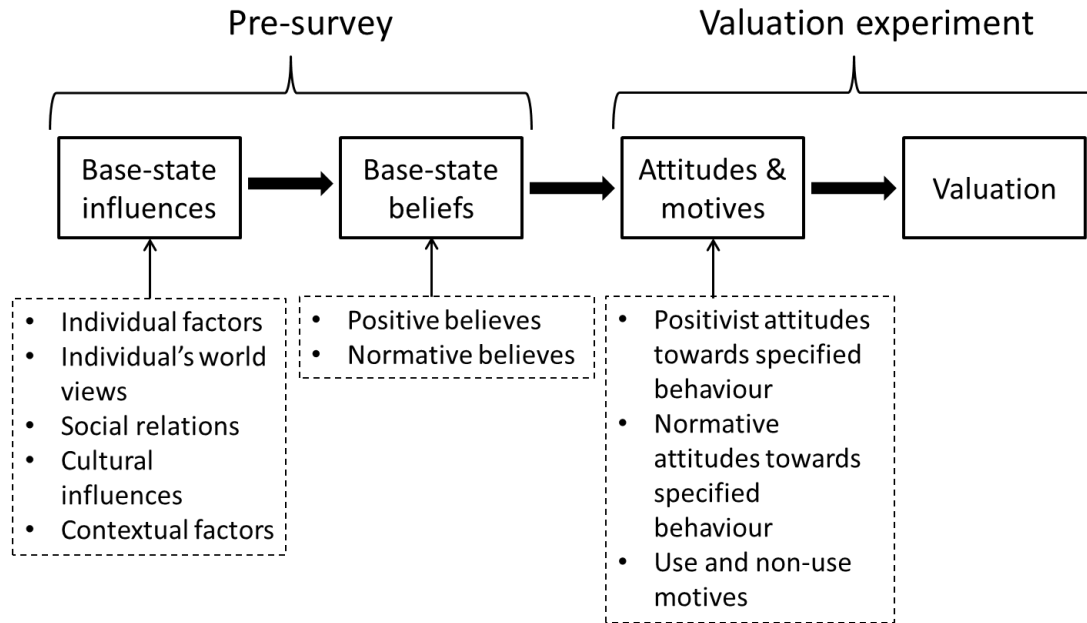 Pre-survey
Valuation experiment
Base-state
influences
Base-state
beliefs
Attitudes &
motives
Valuation
• Individual factors
• Individual's world
views
• Social relations
• Cultural
influences
• Contextual factors
• Positive believes
• Normative believes
• Positivist attitudes
towards specified
behaviour
• Normative
attitudes towards
specified
behaviour
• Use and non-use
motives